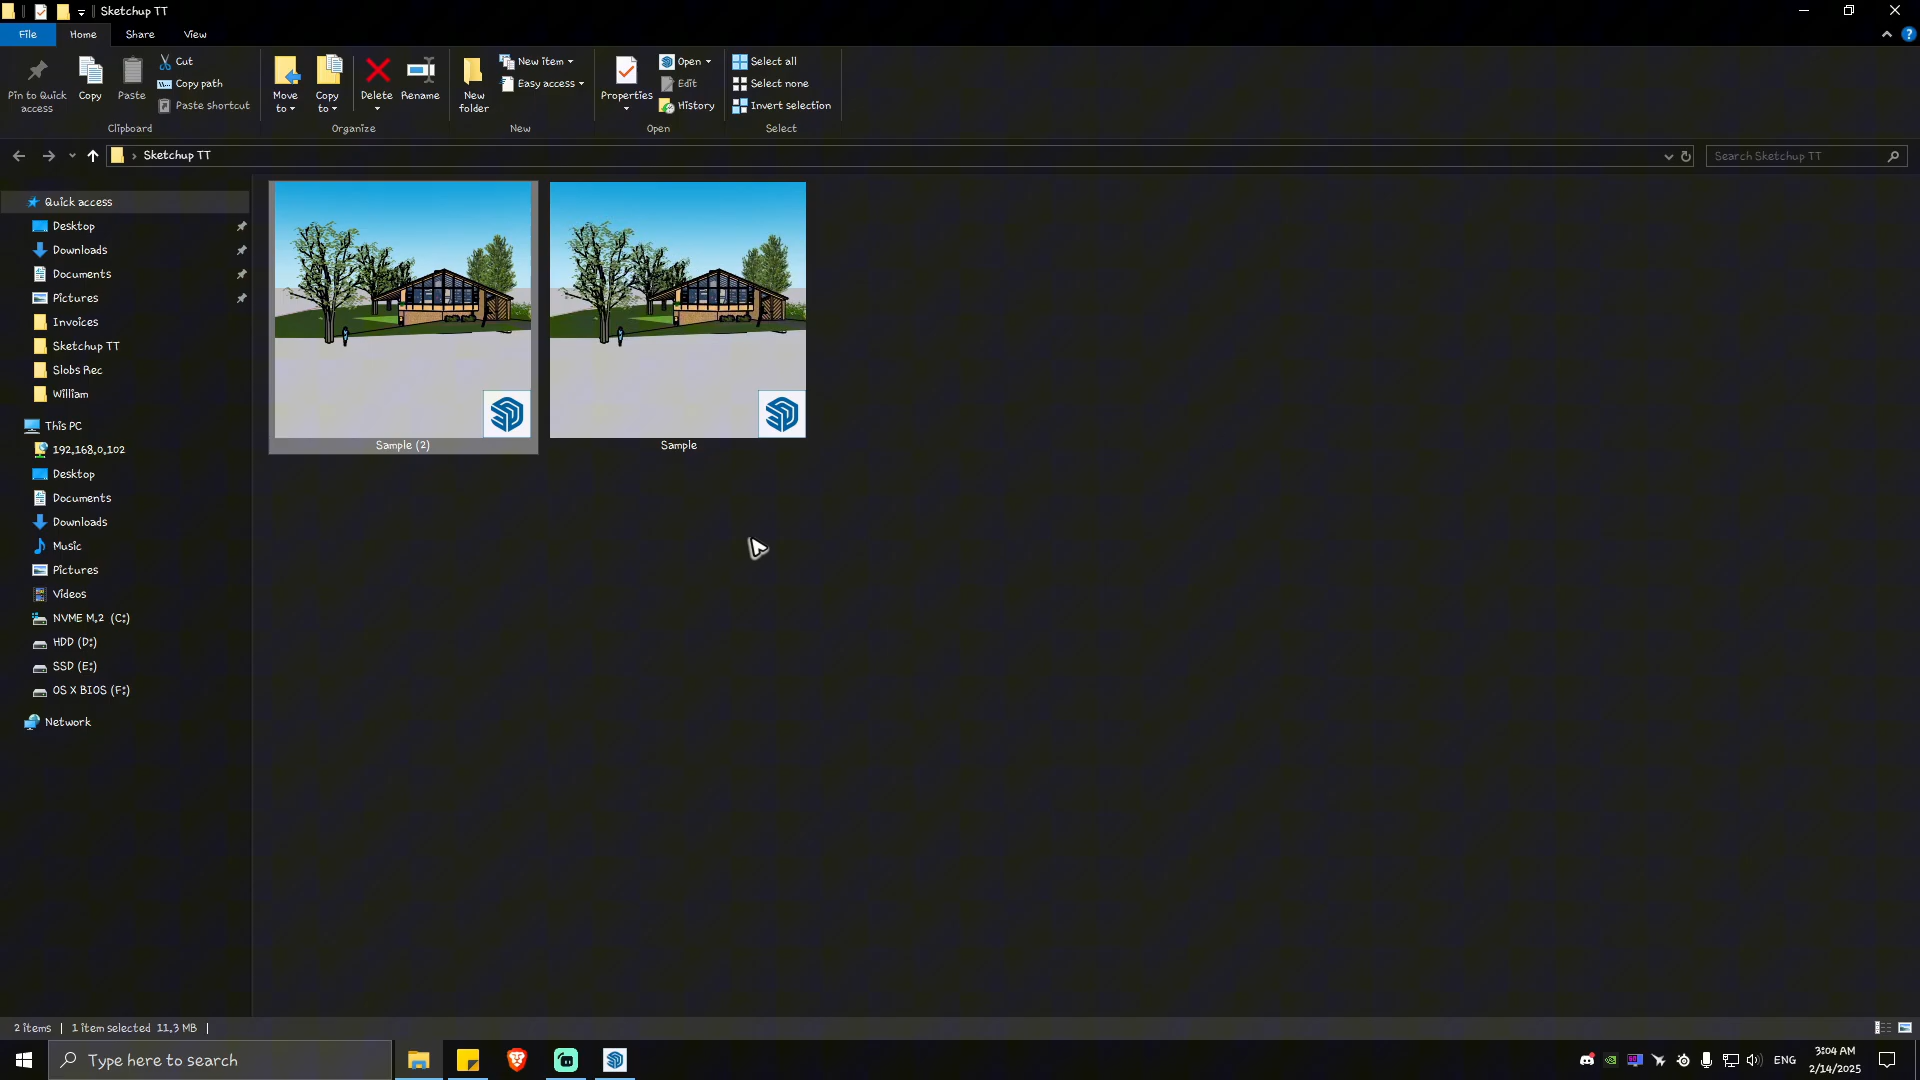 Sketchup TT
File Home Share View
Pin to Quick access
Copy
Paste
Cut
Copy path
Paste shortcut
Clipboard
Move to
Copy to
Delete
Rename
Organize
New folder
New item
Easy access
New
Properties
Open
Edit
History
Open
Select all
Select none
Invert selection
Select
Sketchup TT
Search Sketchup TT
Quick access
Desktop
Downloads
Documents
Pictures
Invoices
Sketchup TT
Slobs Rec
William
This PC
192.168.0.102
Desktop
Documents
Downloads
Music
Pictures
Videos
NVME M.2 (C:)
HDD (D:)
SSD (E:)
OS X BIOS (F:)
Network
Sample (2)
Sample
2 items 1 item selected 11.3 MB
Type here to search
ENG
3:04 AM
2/14/2025